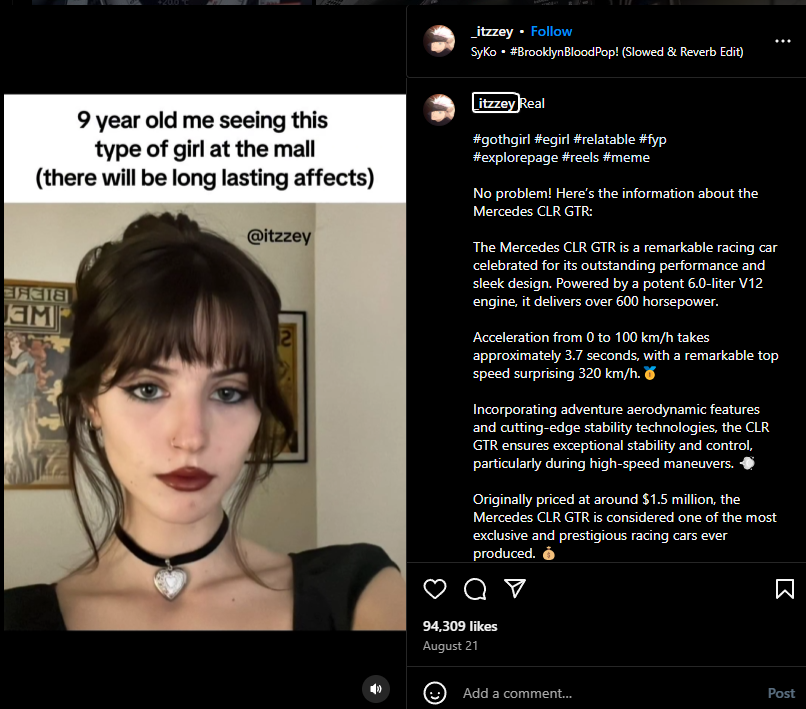 9 year old me seeing this
type of girl at the mall
(there will be long lasting affects)
@itzzey
BIERE
MEU
_itzzey • Follow
SyKo • #BrooklynBloodPop! (Slowed & Reverb Edit)
_itzzey Real
#gothgirl #egirl #relatable #fyp
#explorepage #reels #meme
No problem! Here's the information about the
Mercedes CLR GTR:
The Mercedes CLR GTR is a remarkable racing car
celebrated for its outstanding performance and
sleek design. Powered by a potent 6.0-liter V12
engine, it delivers over 600 horsepower.
Acceleration from 0 to 100 km/h takes
approximately 3.7 seconds, with a remarkable top
speed surprising 320 km/h.🥇
Incorporating adventure aerodynamic features
and cutting-edge stability technologies, the CLR
GTR ensures exceptional stability and control,
particularly during high-speed maneuvers. 💨
Originally priced at around $1.5 million, the
Mercedes CLR GTR is considered one of the most
exclusive and prestigious racing cars ever
produced. 💰
94,309 likes
August 21
Add a comment...
Post